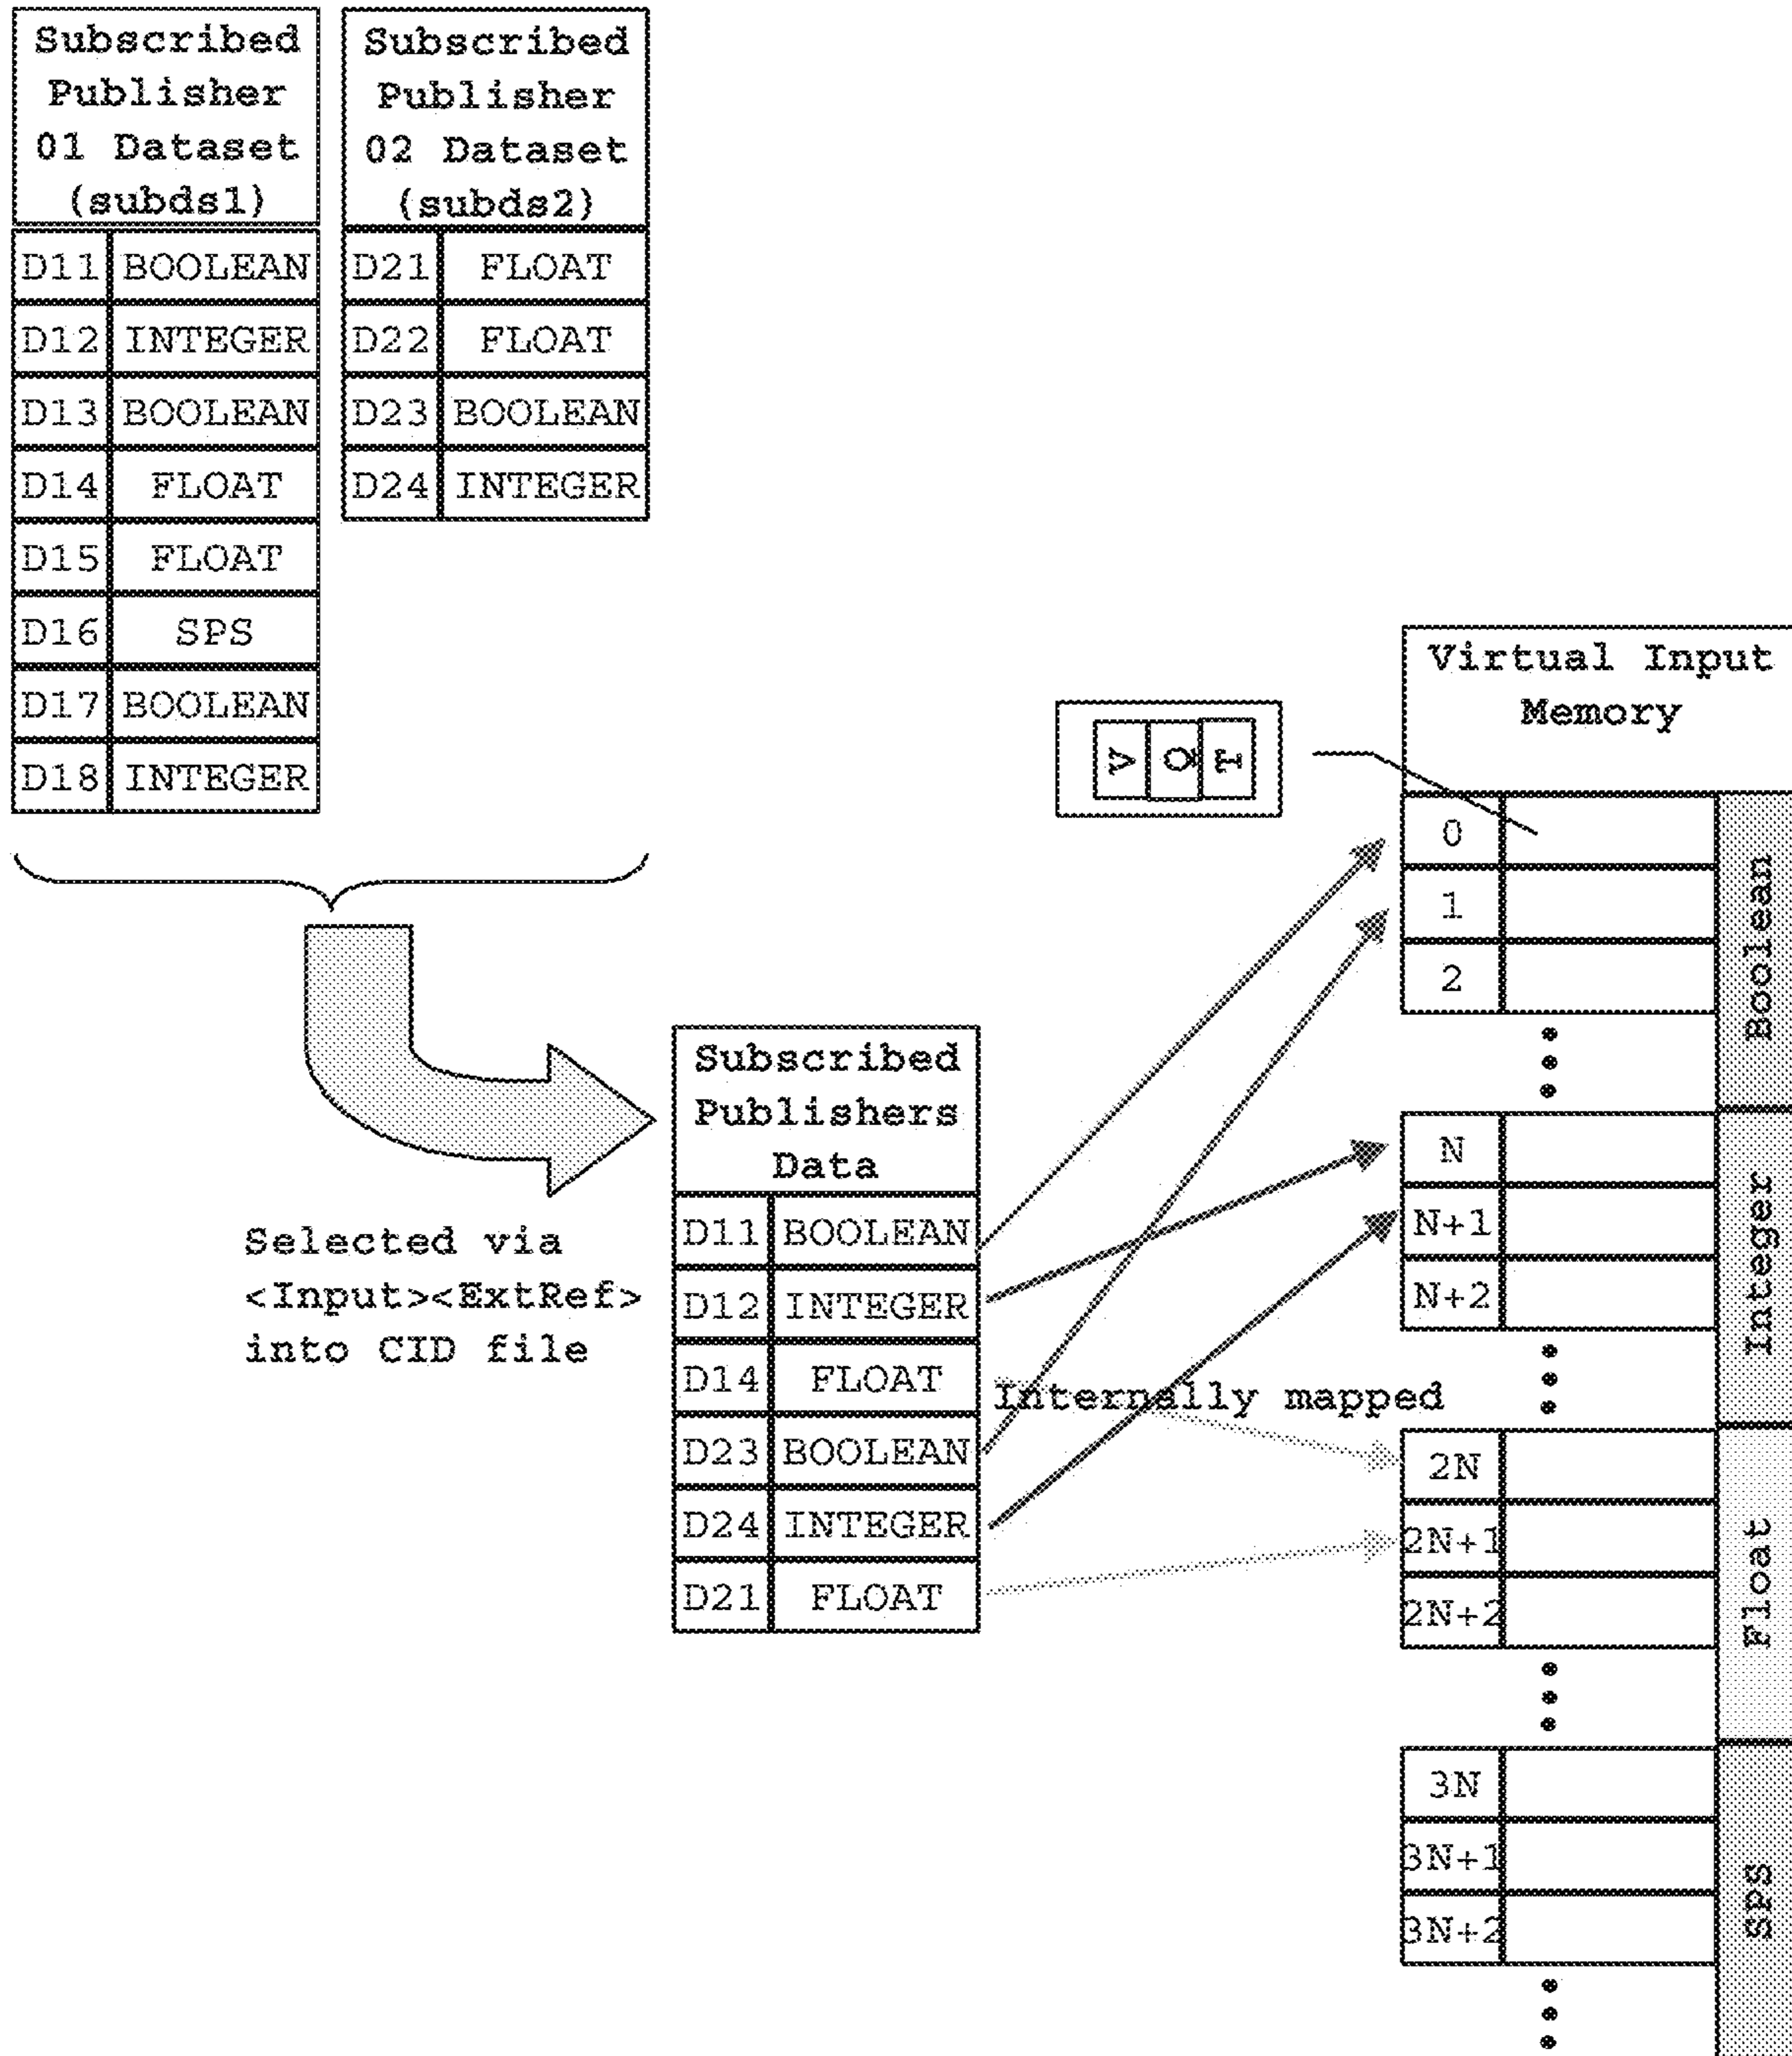 Subscribed
Publisher
01 Dataset
(subds1)
D11 BOOLEAN
D12 INTEGER
D13 BOOLEAN
D14 FLOAT
D15 FLOAT
D16 SPS
D17 BOOLEAN
D18 INTEGER
Subscribed
Publisher
02 Dataset
(subds2)
D21 FLOAT
D22 FLOAT
D23 BOOLEAN
D24 INTEGER
Selected via
<Input><ExtRef>
into CID file
Subscribed
Publishers
Data
D11 BOOLEAN
D12 INTEGER
D14 FLOAT
D23 BOOLEAN
D24 INTEGER
D21 FLOAT
Internally mapped
V Q T
Virtual Input
Memory
0
1
2
Boolean
N
N+1
N+2
Integer
2N
2N+1
2N+2
Float
3N
3N+1
3N+2
SPS